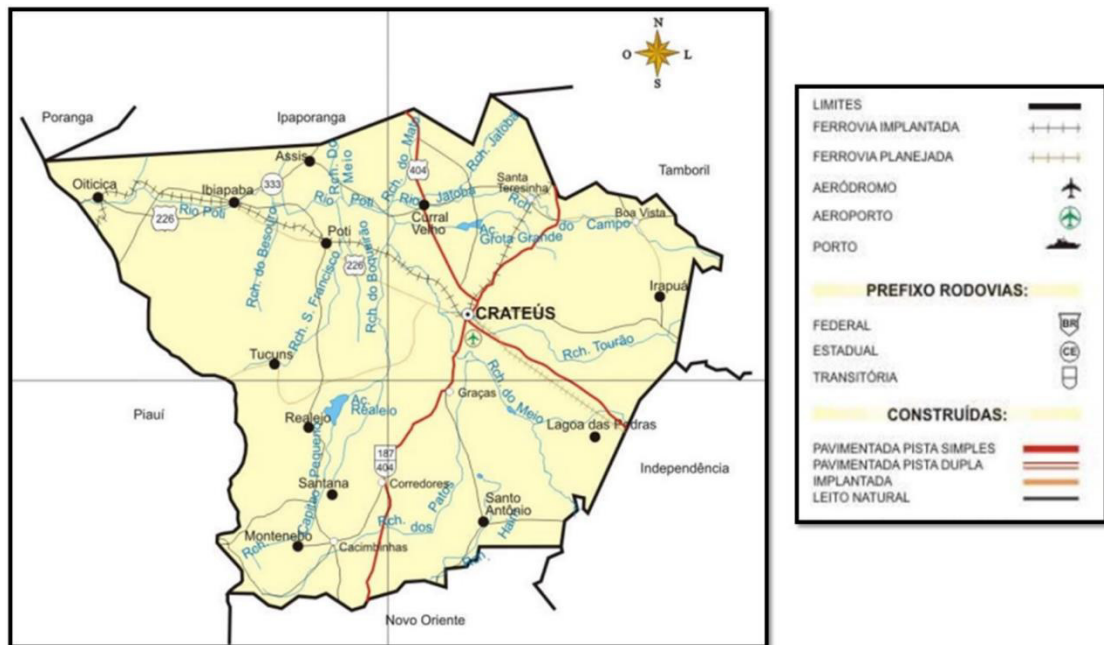 N
O
L
S
Poranga
Ipaporanga
Tamboril
Piauí
Independência
Novo Oriente
Assis
333
Rch. Do
Meio
Rch. do Mato
404
Rch. Jatobá
Oiticica
Ibiapaba
Rio Poti
226
Rio Poti
Rio Jatobá
Santa
Teresinha
Curral
Velho
Rch. do Campo
Boa Vista
Ac.
Grota Grande
Poti
226
Rch. do Besouro
Rch. S. Francisco
Rch. do Boqueirão
CRATEÚS
Irapuá
Rch. Tourão
Tucuns
Rch. do Meio
Graças
Ac.
Realejo
Realejo
Lagoa das Pedras
187
404
Corredores
Santana
Rch. Capitão Pequeno
Rch. dos Patos
Santo
Antônio
Montenebo
Cacimbinhas
LIMITES
FERROVIA IMPLANTADA
FERROVIA PLANEJADA
AERÓDROMO
AEROPORTO
PORTO
PREFIXO RODOVIAS:
FEDERAL
BR
ESTADUAL
CE
TRANSITÓRIA
CONSTRUÍDAS:
PAVIMENTADA PISTA SIMPLES
PAVIMENTADA PISTA DUPLA
IMPLANTADA
LEITO NATURAL